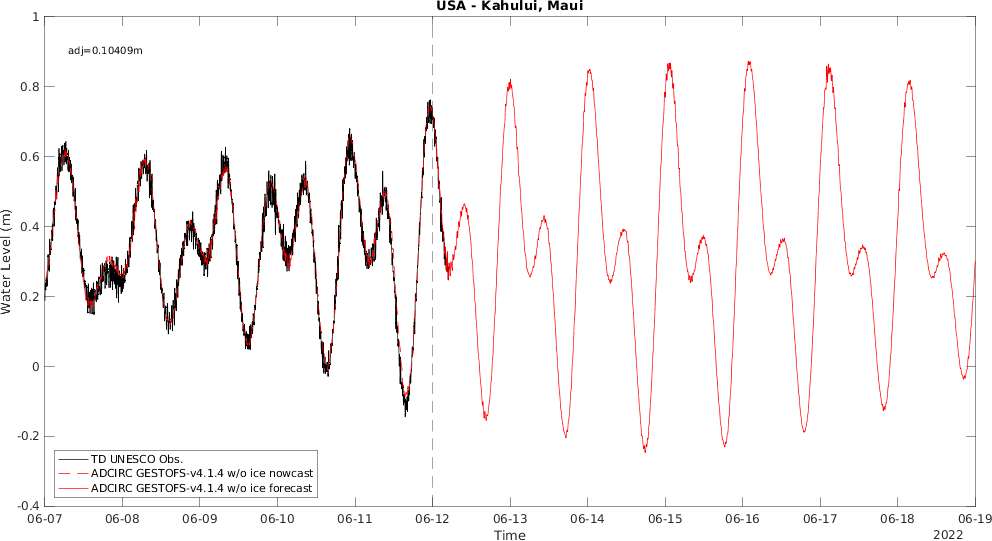 USA - Kahului, Maui
adj=0.10409m
1
0.8
0.6
0.4
0.2
0
-0.2
-0.4
Water Level (m)
TD UNESCO Obs.
ADCIRC GESTOFS-v4.1.4 w/o ice nowcast
ADCIRC GESTOFS-v4.1.4 w/o ice forecast
06-07 06-08 06-09 06-10 06-11 06-12 06-13 06-14 06-15 06-16 06-17 06-18 06-19
Time
2022